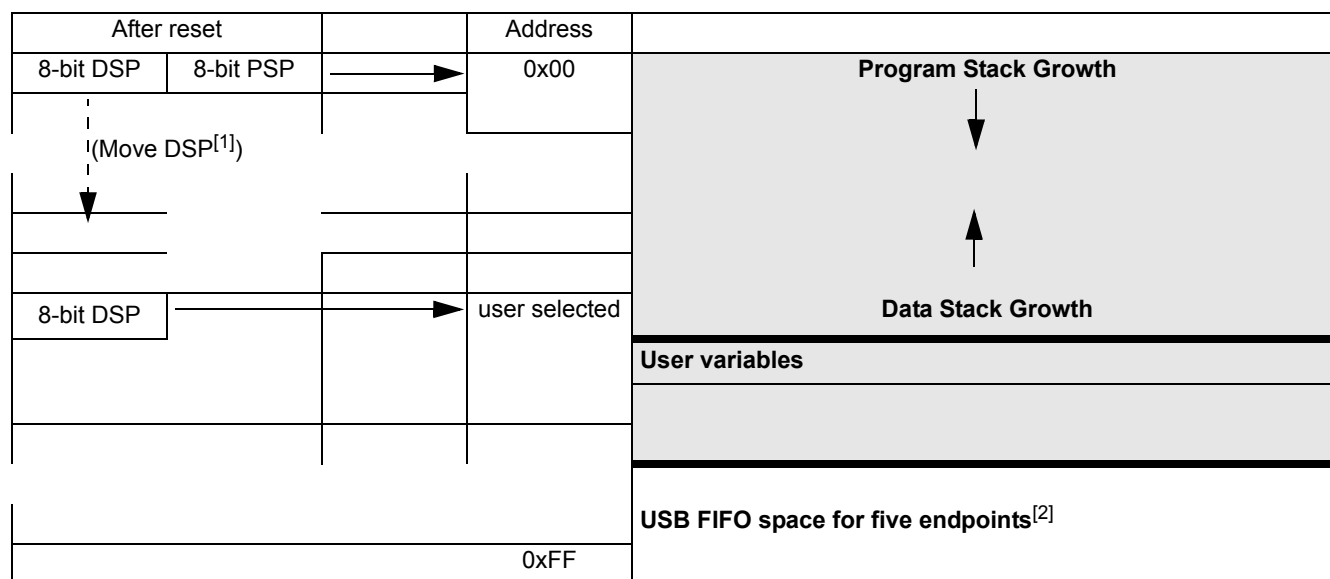 After reset Address
8-bit DSP 8-bit PSP 0x00 Program Stack Growth
(Move DSP[1])
8-bit DSP user selected Data Stack Growth
User variables
USB FIFO space for five endpoints[2]
0xFF